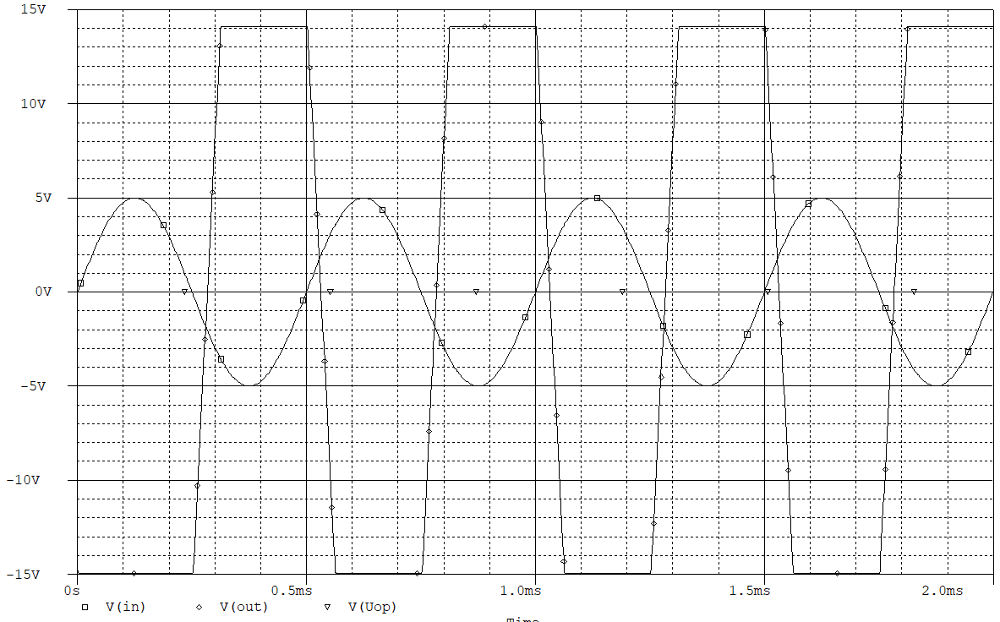 15V
10V
5V
0V
-5V
-10V
-15V
0s 0.5ms 1.0ms 1.5ms 2.0ms
V(in) V(out) V(Uop)
Time